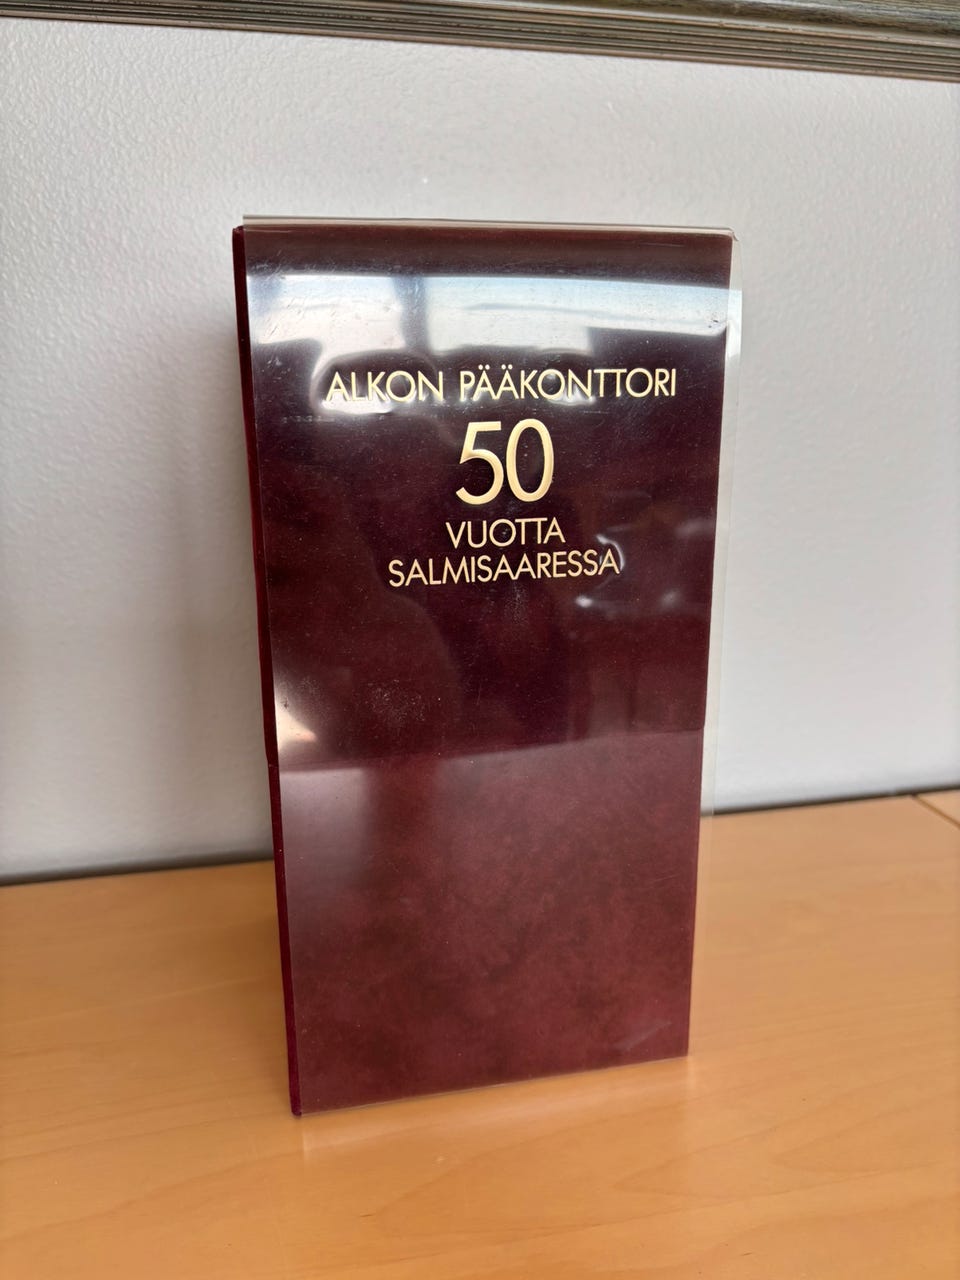 ALKON PÄÄKONTTORI
50
VUOTTA
SALMISAARESSA